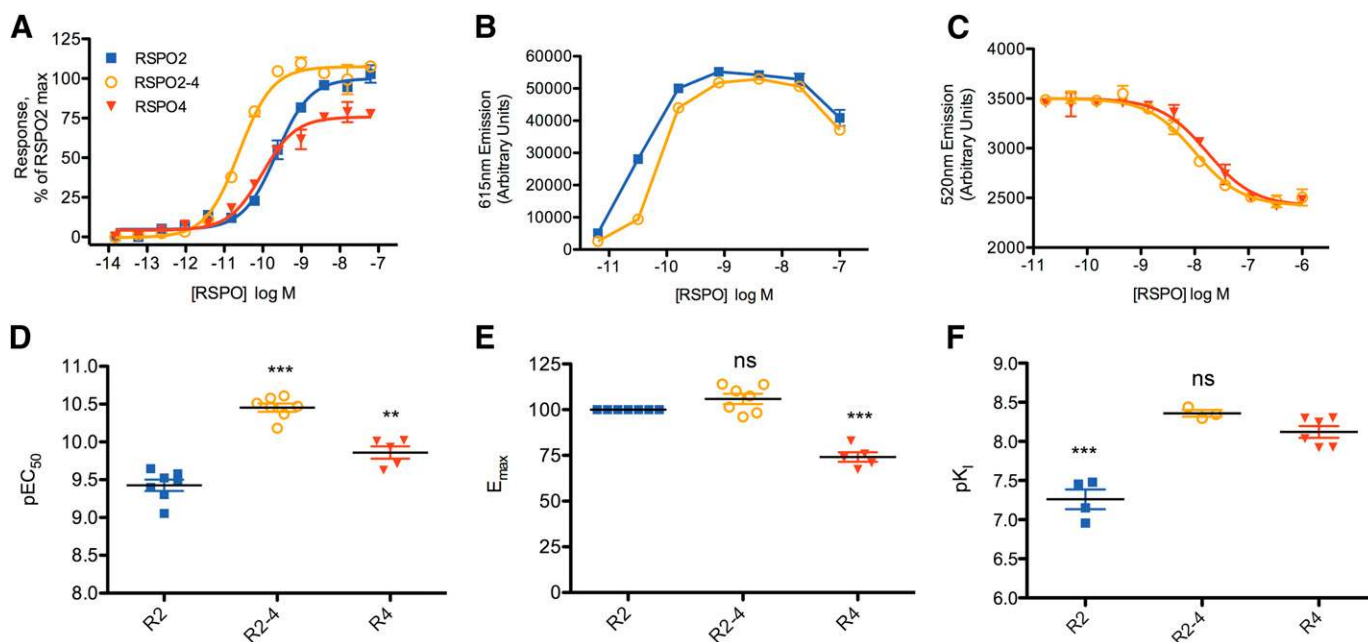 A
125
100
75
50
25
0
Response,
% of RSPO2 max
RSPO2
RSPO2-4
RSPO4
-14 -13 -12 -11 -10 -9 -8 -7
[RSPO] log M
B
60000
50000
40000
30000
20000
10000
0
615nm Emission
(Arbitrary Units)
-11 -10 -9 -8 -7
[RSPO] log M
C
4000
3500
3000
2500
2000
520nm Emission
(Arbitrary Units)
-11 -10 -9 -8 -7 -6
[RSPO] log M
D
11.0
10.5
10.0
9.5
9.0
8.5
8.0
pEC50
***
**
R2 R2-4 R4
E
125
100
75
50
25
0
Emax
ns
***
R2 R2-4 R4
F
9.0
8.5
8.0
7.5
7.0
6.5
6.0
pKI
***
ns
R2 R2-4 R4